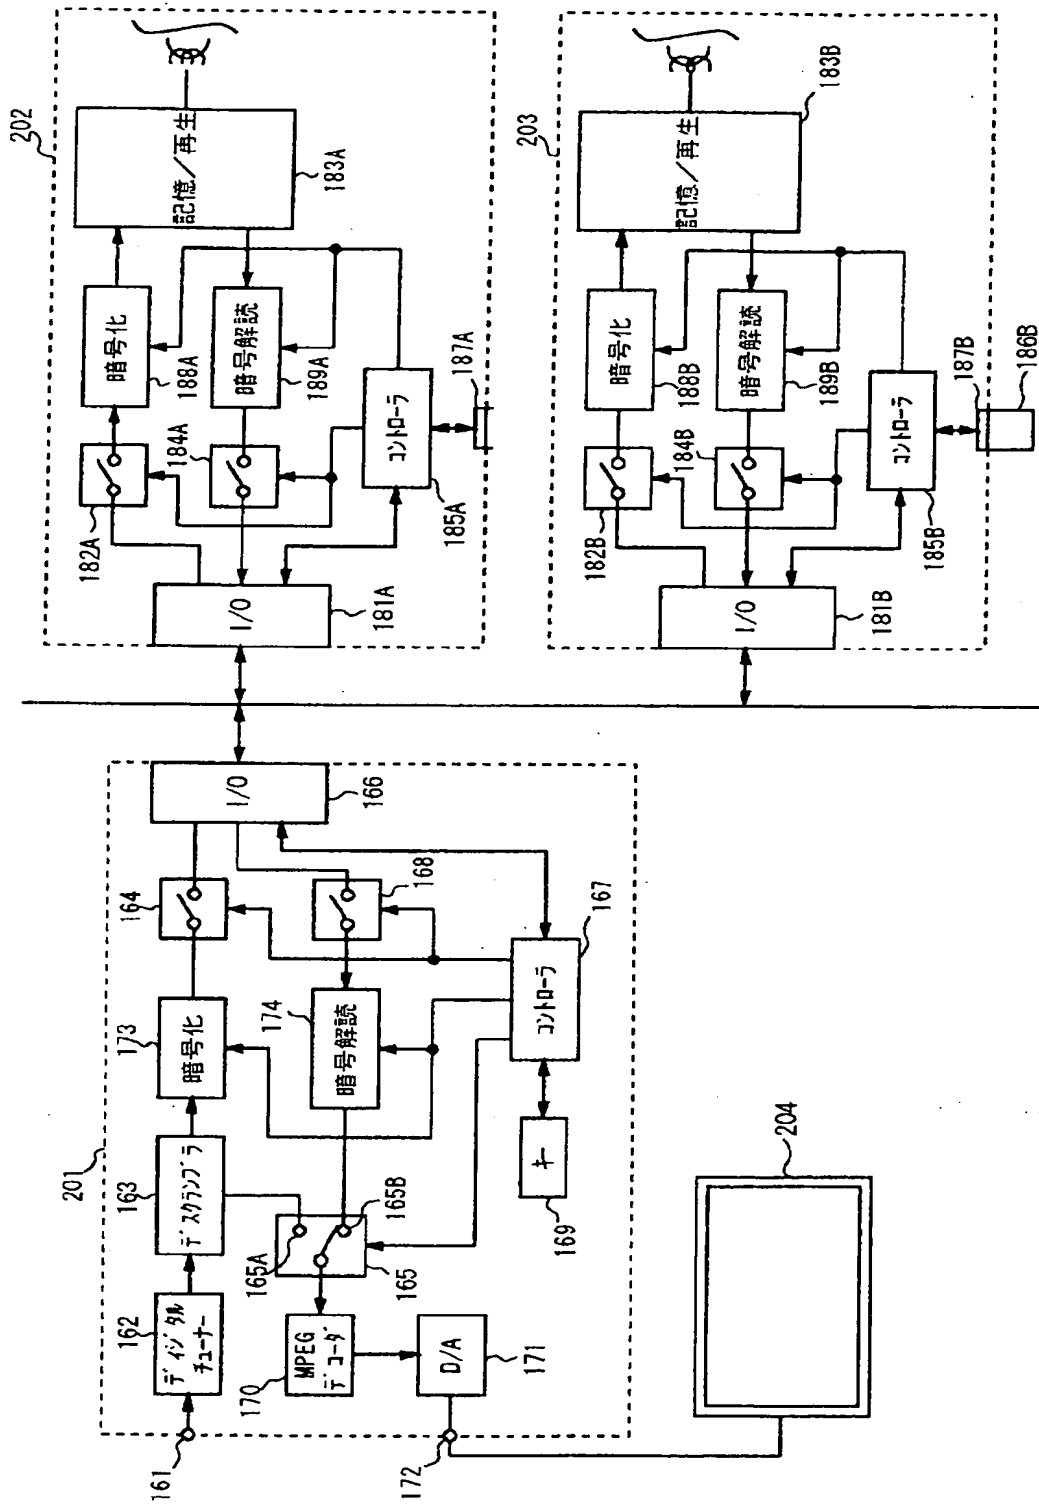 201
161
162
ディジタル
チューナー
163
デスクランブラ
173
暗号化
164
I/O
166
165A
165B
165
174
暗号解読
168
170
MPEG
デコーダ
D/A
171
172
169
キー
コントローラ
167
204
202
I/O
181A
182A
184A
暗号化
188A
暗号解読
189A
コントローラ
185A
187A
記憶/再生
183A
203
I/O
181B
182B
184B
暗号化
188B
暗号解読
189B
コントローラ
185B
187B
186B
記憶/再生
183B